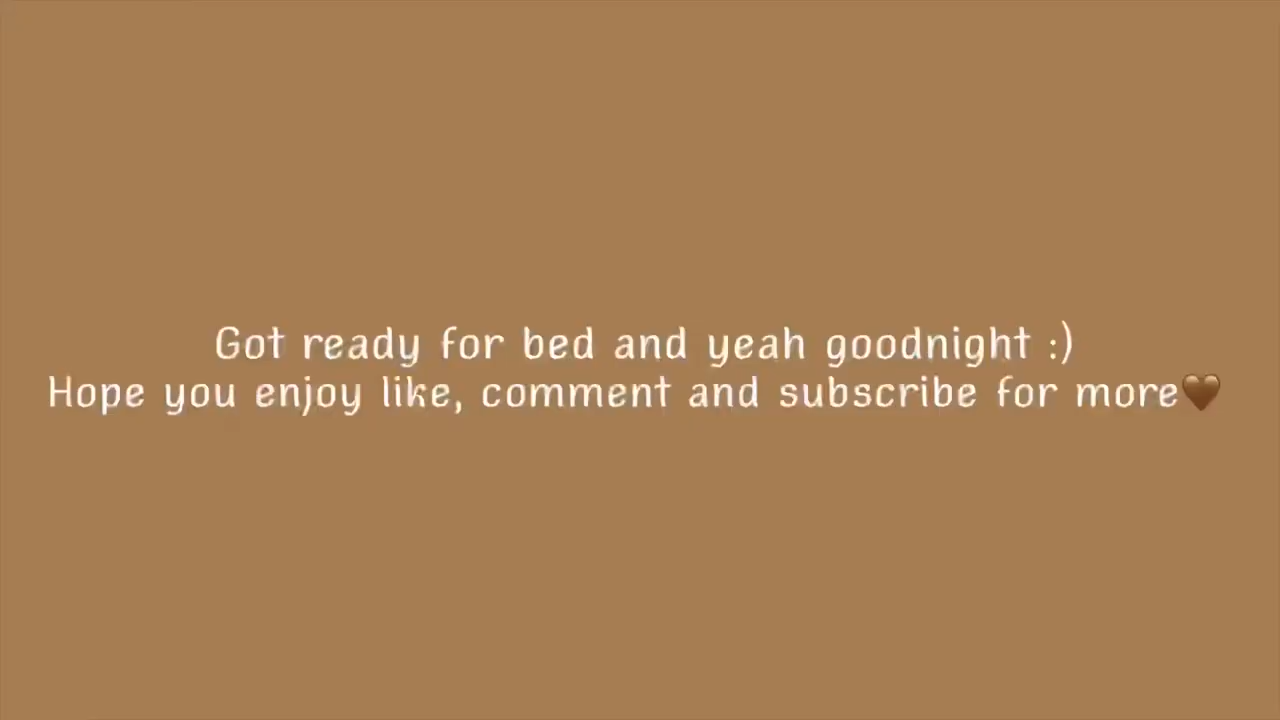 Got ready for bed and yeah goodnight :)
Hope you enjoy like, comment and subscribe for more🤎